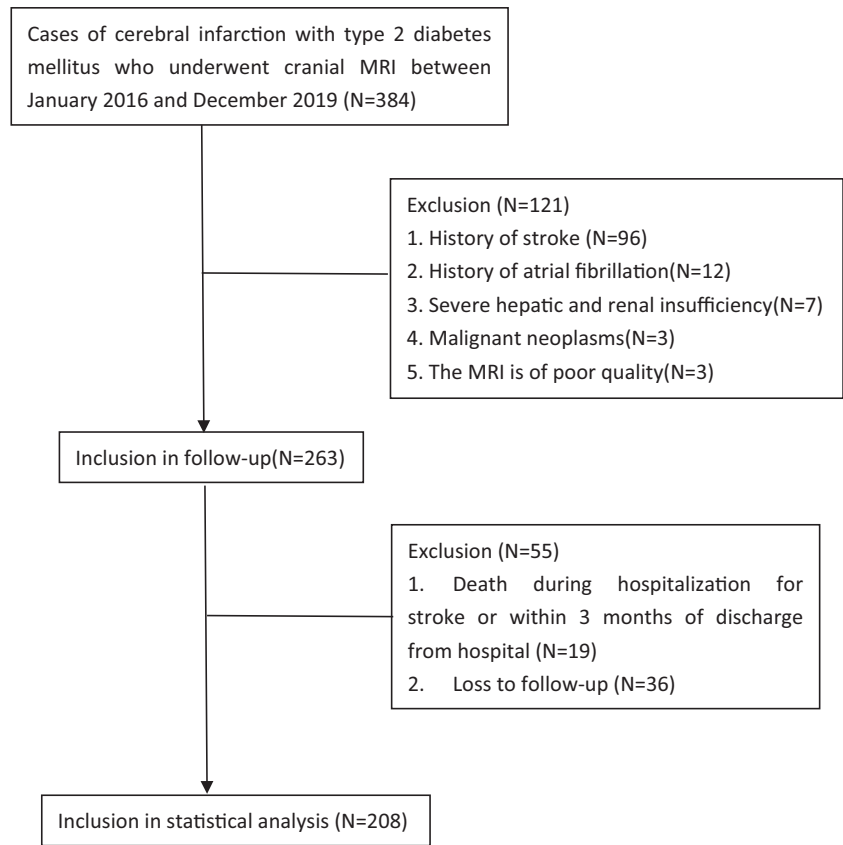 Cases of cerebral infarction with type 2 diabetes
mellitus who underwent cranial MRI between
January 2016 and December 2019 (N=384)
Exclusion (N=121)
1. History of stroke (N=96)
2. History of atrial fibrillation(N=12)
3. Severe hepatic and renal insufficiency(N=7)
4. Malignant neoplasms(N=3)
5. The MRI is of poor quality(N=3)
Inclusion in follow-up(N=263)
Exclusion (N=55)
1. Death during hospitalization for
stroke or within 3 months of discharge
from hospital (N=19)
2. Loss to follow-up (N=36)
Inclusion in statistical analysis (N=208)